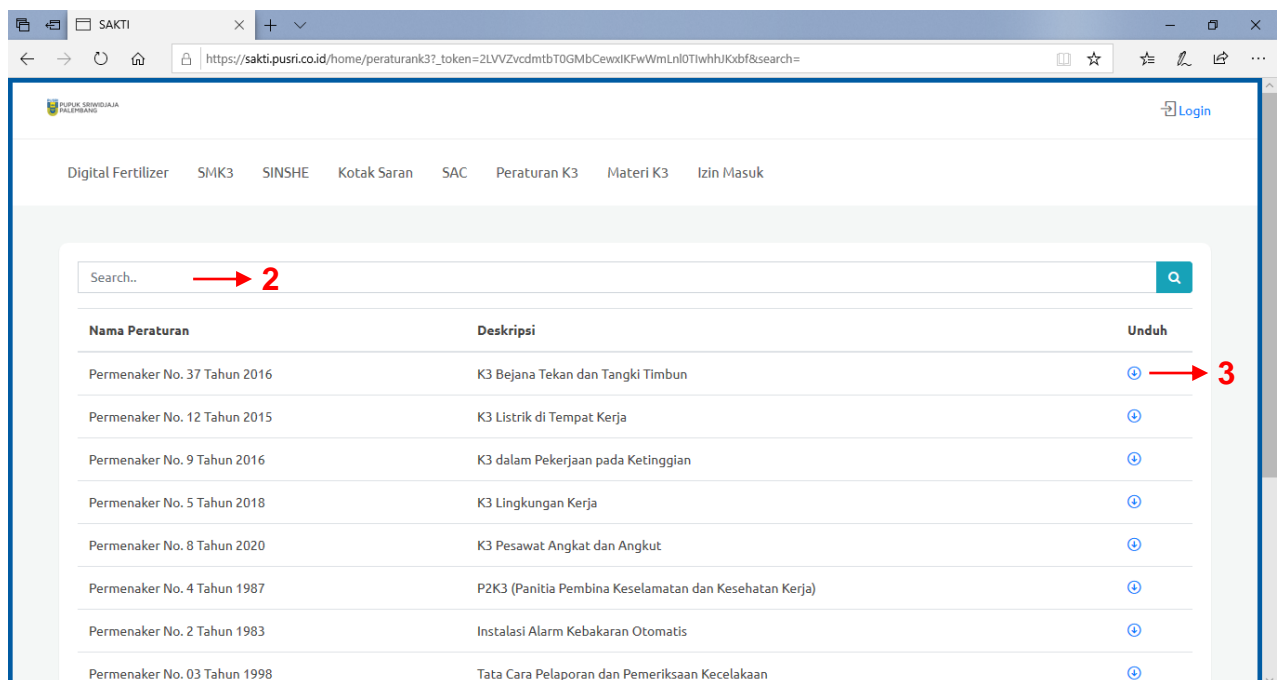 SAKTI
https://sakti.pusri.co.id/home/peraturank3?_token=2LVVZvcdmtbT0GMbCewxIKFwWmLnl0TIwhhJKxbf&search=
PUPUK SRIWIDJAJA
PALEMBANG
Login
Digital Fertilizer SMK3 SINSHE Kotak Saran SAC Peraturan K3 Materi K3 Izin Masuk
Search.. 2
Nama Peraturan Deskripsi Unduh
Permenaker No. 37 Tahun 2016 K3 Bejana Tekan dan Tangki Timbun 3
Permenaker No. 12 Tahun 2015 K3 Listrik di Tempat Kerja
Permenaker No. 9 Tahun 2016 K3 dalam Pekerjaan pada Ketinggian
Permenaker No. 5 Tahun 2018 K3 Lingkungan Kerja
Permenaker No. 8 Tahun 2020 K3 Pesawat Angkat dan Angkut
Permenaker No. 4 Tahun 1987 P2K3 (Panitia Pembina Keselamatan dan Kesehatan Kerja)
Permenaker No. 2 Tahun 1983 Instalasi Alarm Kebakaran Otomatis
Permenaker No. 03 Tahun 1998 Tata Cara Pelaporan dan Pemeriksaan Kecelakaan